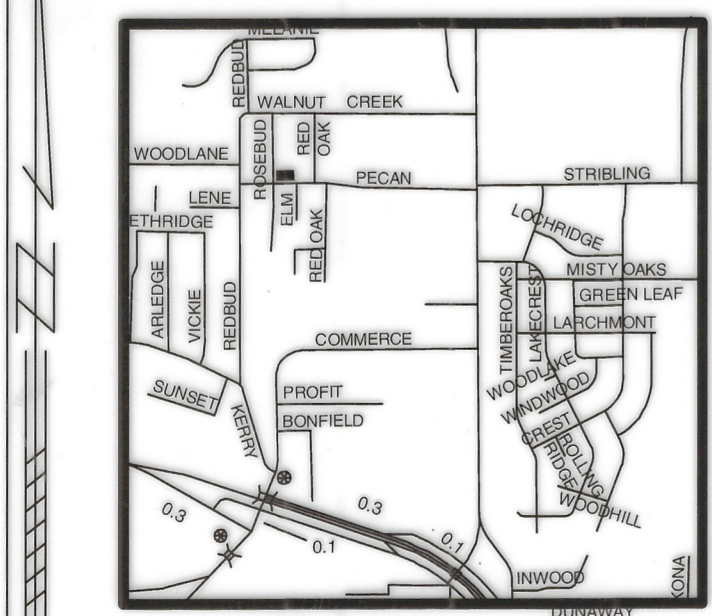 MELANIE
REDBUD
WALNUT CREEK
ROSEBUD
RED
OAK
WOODLANE
PECAN
STRIBLING
LENE
ELM
ETHRIDGE
RED OAK
LOCHRIDGE
MISTY OAKS
ARLEDGE
VICKIE
REDBUD
TIMBEROAKS
LAKECREST
GREEN LEAF
LARCHMONT
COMMERCE
WOODLAKE
SUNSET
PROFIT
WINDWOOD
KERRY
BONFIELD
CREST
ROLLING
RIDGE
WOODHILL
0.3
0.3
0.1
0.1
INWOOD
KONA
DUNAWAY